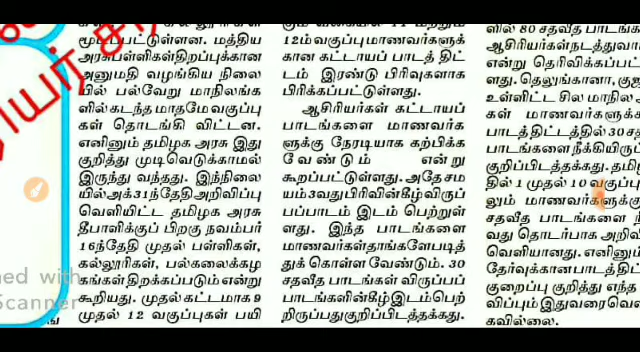 மூடப்பட்டுள்ளன. மத்திய
அரசுபள்ளிகள்திறப்புக்கான
அனுமதி வழங்கிய நிலை
யில் பல்வேறு மாநிலங்க
ளில்கடந்த மாதமேவகுப்பு
கள் தொடங்கி விட்டன.
எனினும் தமிழக அரசு இது
குறித்து முடிவெடுக்காமல்
இருந்து வந்தது. இந்நிலை
யில்அக்31ந்தேதிஅறிவிப்பு
வெளியிட்ட தமிழக அரசு
தீபாளிக்குப் பிறகு நவம்பர்
16ந்தேதி முதல் பள்ளிகள்,
கல்லூரிகள், பல்கலைக்கழ
கங்கள்திறக்கப்படும்என்று
கூறியது. முதல்கட்டமாக 9
முதல் 12 வகுப்புகள் பயி
12ம்வகுப்புமாணவர்களுக்
கான கட்டாயப் பாடத் திட்
டம் இரண்டு பிரிவுகளாக
பிரிக்கப்பட்டுள்ளது.
ஆசிரியர்கள் கட்டாயப்
பாடங்களை மாணவர்க
ளுக்கு நேரடியாக கற்பிக்க
வேண்டும் என்று
கூறப்பட்டுள்ளது. அதேசம
யம்3வதுபிரிவின்கீழ்விருப்
பப்பாடம் இடம் பெற்றுள்
ளது. இந்த பாடங்களை
மாணவர்கள்தாங்களேபடித்
துக் கொள்ள வேண்டும். 30
சதவீத பாடங்கள் விருப்பப்
பாடங்களின்கீழ்இடம்பெற்
றிருப்பதுகுறிப்பிடத்தக்கது.
ளில் 80 சதவீத பாடங்க
ஆசிரியர்கள்நடத்துவார்
என்று தெரிவிக்கப்பட்
ளது. தெலுங்கானா, குஜ
உள்ளிட்ட சில மாநில அ
கள் மாணவர்களுக்க
பாடத்திட்டத்தில்30சத
பாடங்களைநீக்கியிருப்
குறிப்பிடத்தக்கது.தமி
தில் 1 முதல் 10 வகுப்பு
லும் மாணவர்களுக்கு
சதவீத பாடங்களை ந
வது தொடர்பாக அறிவ
வெளியானது. எனினும்
தேர்வுக்கானபாடத்திட்
குறைப்பு குறித்து எந்த
விப்பும்இதுவரைவெளி
கவில்லை.
ned with
Scanner